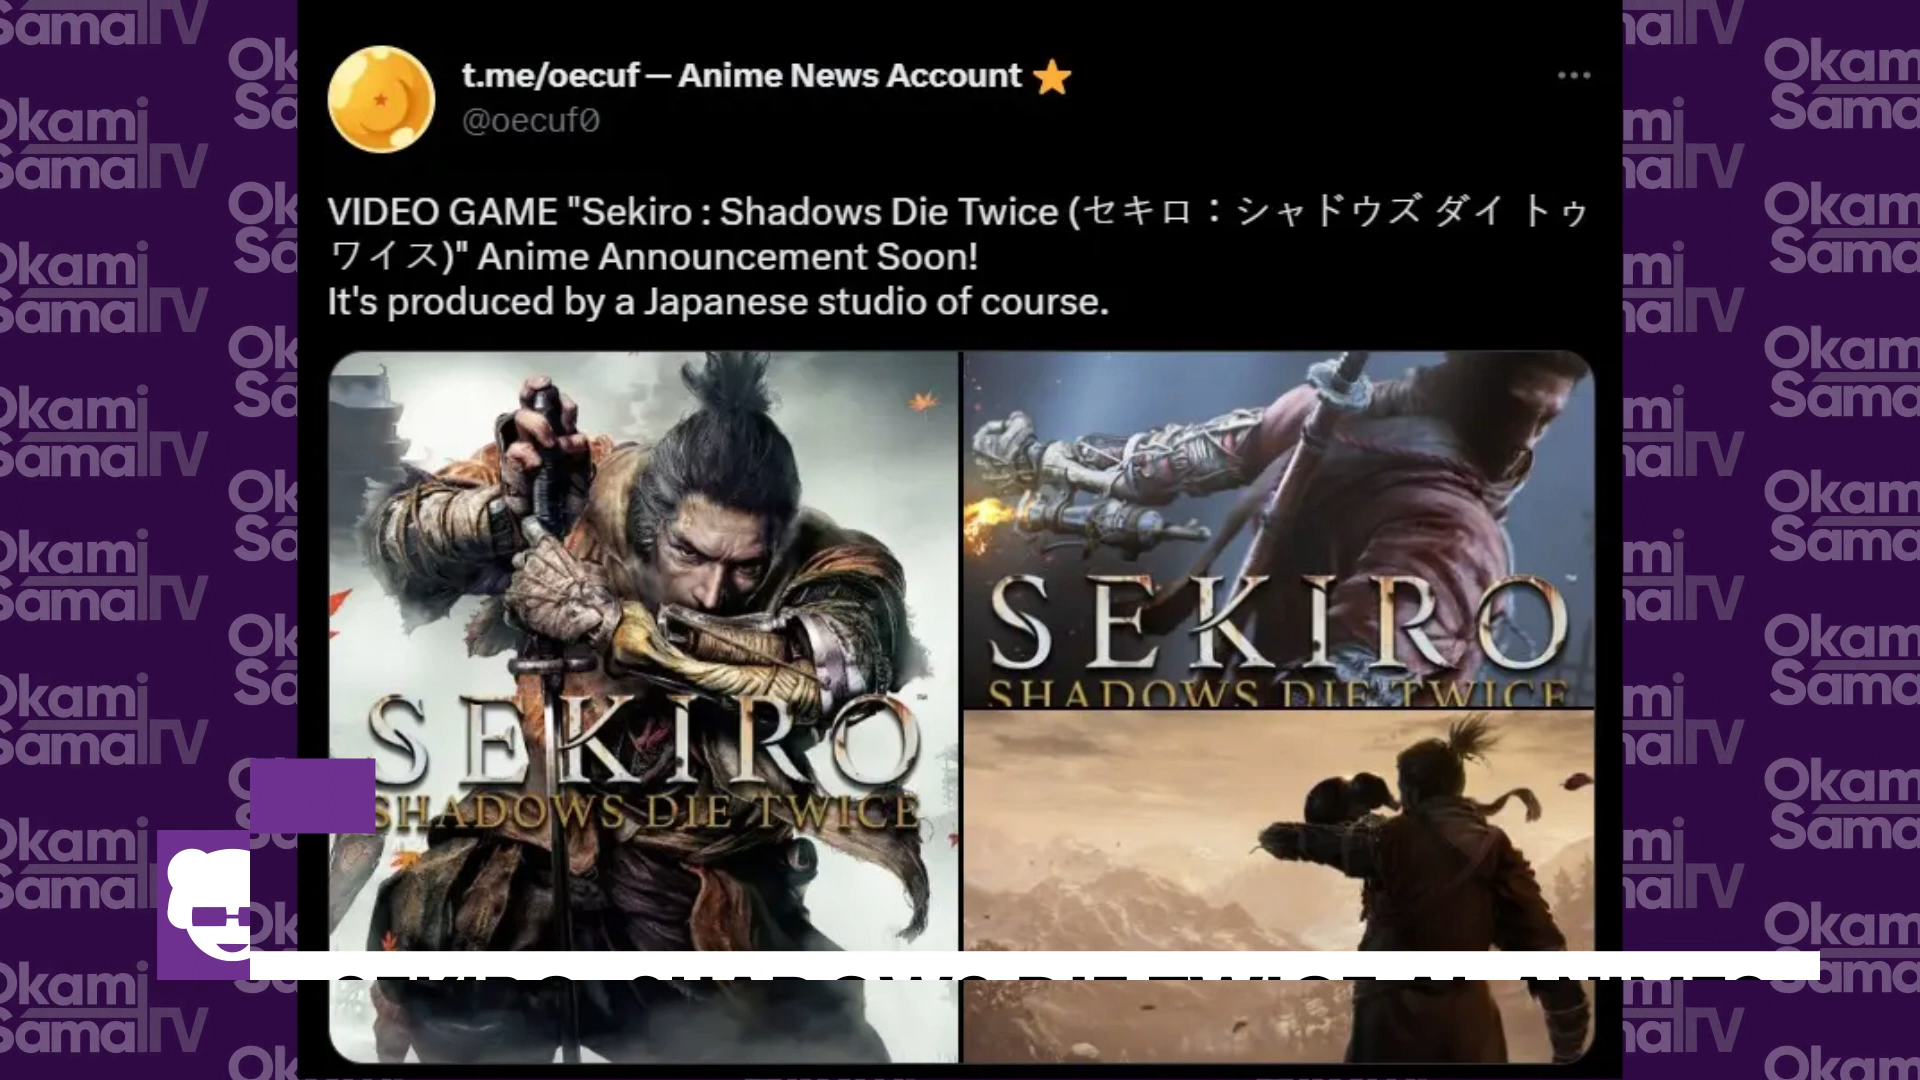 t.me/oecuf — Anime News Account
@oecuf0
VIDEO GAME "Sekiro : Shadows Die Twice (セキロ：シャドウズ ダイ トゥ
ワイス)" Anime Announcement Soon!
It's produced by a Japanese studio of course.
SEKIRO
SHADOWS DIE TWICE
SEKIRO
SHADOWS DIE TWICE
Okami
SamaTV